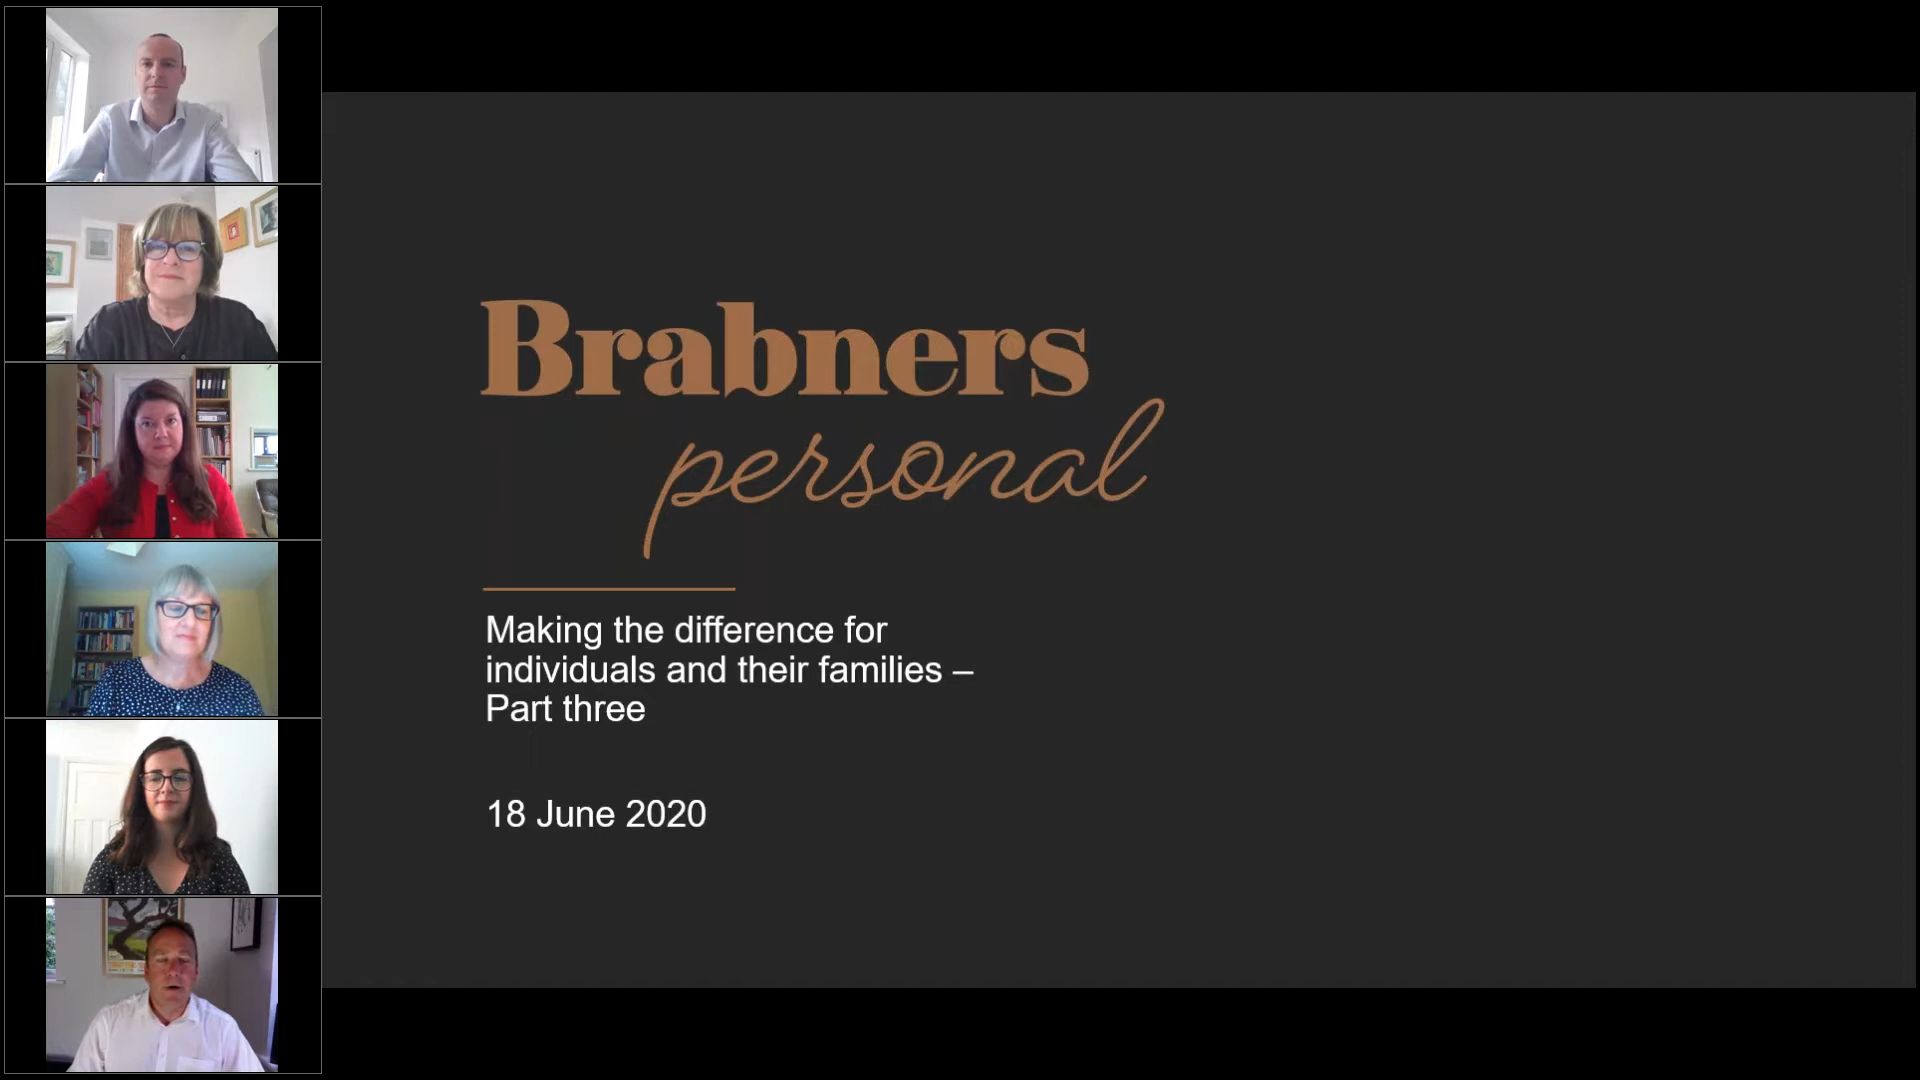 Brabners
personal
Making the difference for
individuals and their families –
Part three
18 June 2020